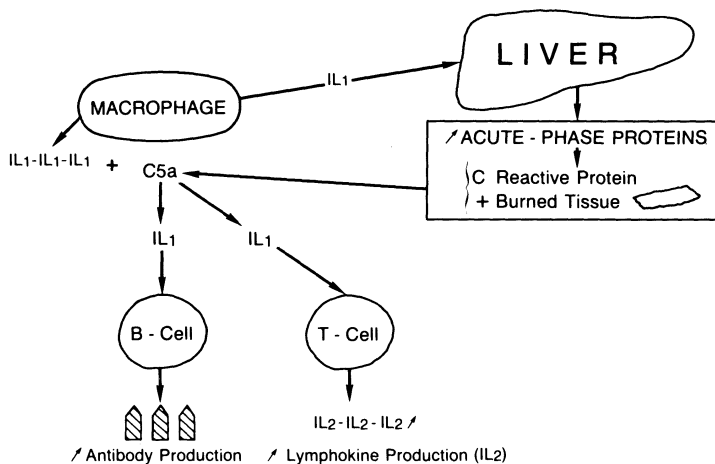 LIVER
IL1
MACROPHAGE
↗ACUTE - PHASE PROTEINS
IL1-IL1-IL1 +
C5a
C Reactive Protein
+ Burned Tissue
IL1
IL1
B - Cell
T - Cell
IL2-IL2-IL2↗
↗Antibody Production
↗ Lymphokine Production (IL2)